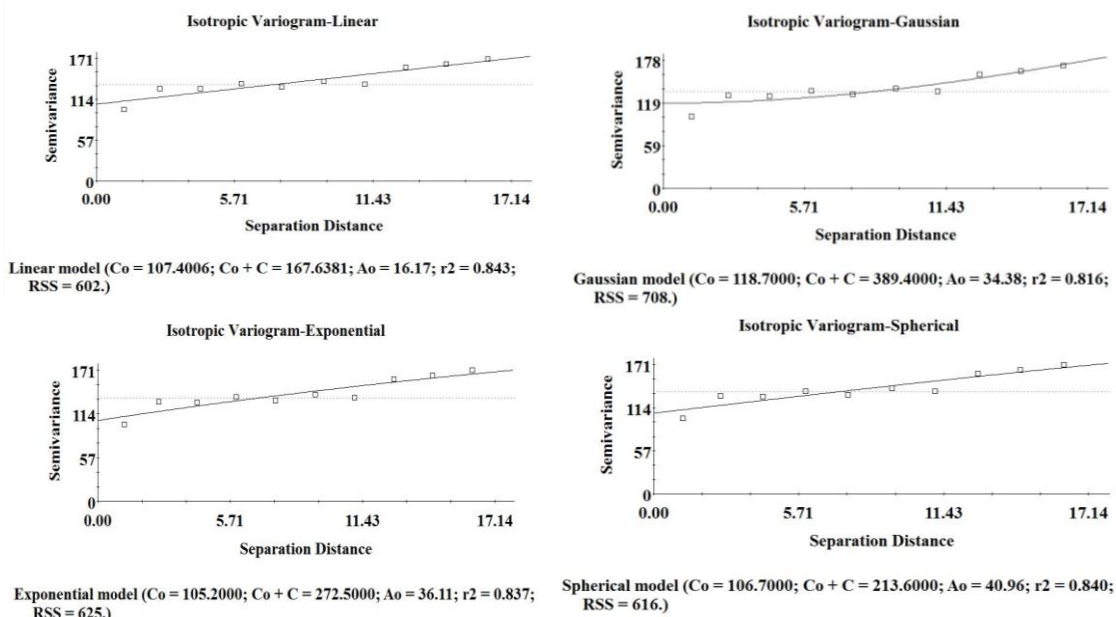 Isotropic Variogram-Linear
171
114
57
0
Semivariance
0.00 5.71 11.43 17.14
Separation Distance
Linear model (Co = 107.4006; Co + C = 167.6381; Ao = 16.17; r2 = 0.843;
RSS = 602.)
Isotropic Variogram-Gaussian
178
119
59
0
Semivariance
0.00 5.71 11.43 17.14
Separation Distance
Gaussian model (Co = 118.7000; Co + C = 389.4000; Ao = 34.38; r2 = 0.816;
RSS = 708.)
Isotropic Variogram-Exponential
171
114
57
0
Semivariance
0.00 5.71 11.43 17.14
Separation Distance
Exponential model (Co = 105.2000; Co + C = 272.5000; Ao = 36.11; r2 = 0.837;
RSS = 625.)
Isotropic Variogram-Spherical
171
114
57
0
Semivariance
0.00 5.71 11.43 17.14
Separation Distance
Spherical model (Co = 106.7000; Co + C = 213.6000; Ao = 40.96; r2 = 0.840;
RSS = 616.)